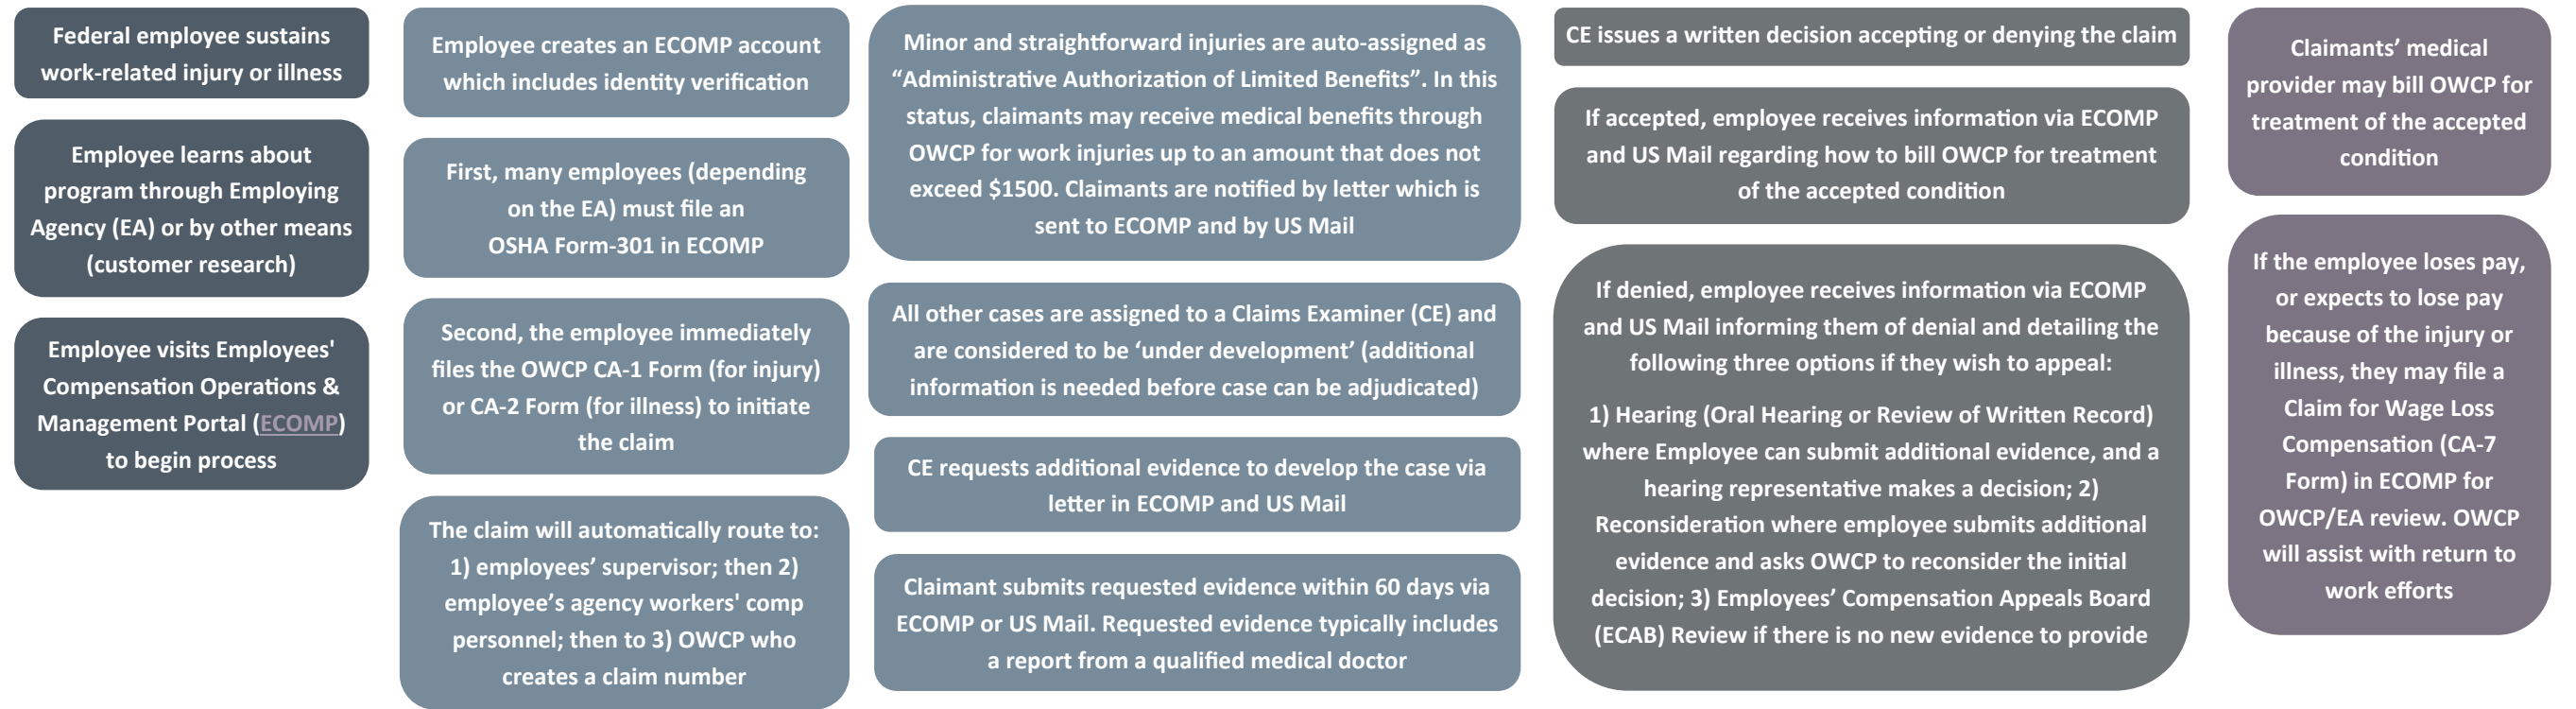 Federal employee sustains
work-related injury or illness
Employee learns about
program through Employing
Agency (EA) or by other means
(customer research)
Employee visits Employees'
Compensation Operations &
Management Portal (ECOMP)
to begin process
Employee creates an ECOMP account
which includes identity verification
First, many employees (depending
on the EA) must file an
OSHA Form-301 in ECOMP
Second, the employee immediately
files the OWCP CA-1 Form (for injury)
or CA-2 Form (for illness) to initiate
the claim
The claim will automatically route to:
1) employees’ supervisor; then 2)
employee’s agency workers' comp
personnel; then to 3) OWCP who
creates a claim number
Minor and straightforward injuries are auto-assigned as
“Administrative Authorization of Limited Benefits”. In this
status, claimants may receive medical benefits through
OWCP for work injuries up to an amount that does not
exceed $1500. Claimants are notified by letter which is
sent to ECOMP and by US Mail
All other cases are assigned to a Claims Examiner (CE) and
are considered to be ‘under development’ (additional
information is needed before case can be adjudicated)
CE requests additional evidence to develop the case via
letter in ECOMP and US Mail
Claimant submits requested evidence within 60 days via
ECOMP or US Mail. Requested evidence typically includes
a report from a qualified medical doctor
CE issues a written decision accepting or denying the claim
If accepted, employee receives information via ECOMP
and US Mail regarding how to bill OWCP for treatment
of the accepted condition
If denied, employee receives information via ECOMP
and US Mail informing them of denial and detailing the
following three options if they wish to appeal:
1) Hearing (Oral Hearing or Review of Written Record)
where Employee can submit additional evidence, and a
hearing representative makes a decision; 2)
Reconsideration where employee submits additional
evidence and asks OWCP to reconsider the initial
decision; 3) Employees’ Compensation Appeals Board
(ECAB) Review if there is no new evidence to provide
Claimants’ medical
provider may bill OWCP for
treatment of the accepted
condition
If the employee loses pay,
or expects to lose pay
because of the injury or
illness, they may file a
Claim for Wage Loss
Compensation (CA-7
Form) in ECOMP for
OWCP/EA review. OWCP
will assist with return to
work efforts